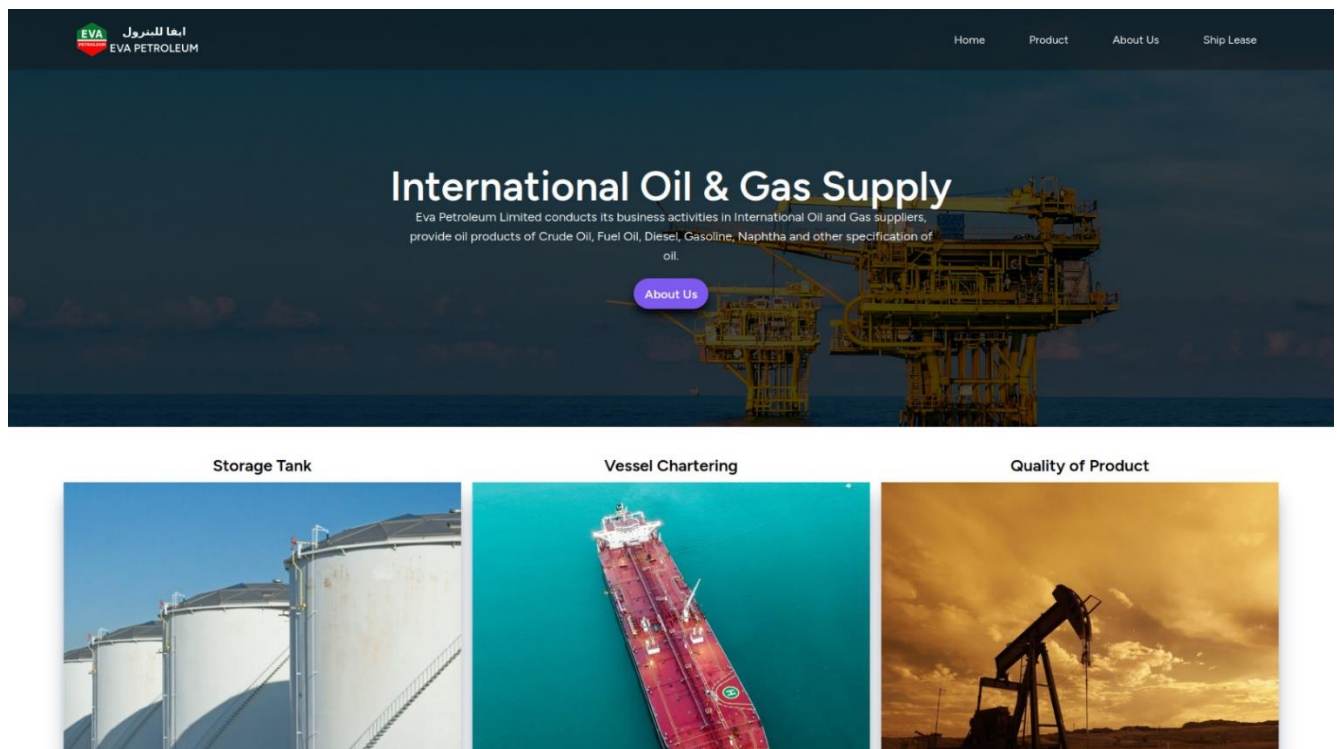 EVA
PETROLEUM
ايفا للبترول
EVA PETROLEUM
Home
Product
About Us
Ship Lease
International Oil & Gas Supply
Eva Petroleum Limited conducts its business activities in International Oil and Gas suppliers,
provide oil products of Crude Oil, Fuel Oil, Diesel, Gasoline, Naphtha and other specification of
oil.
About Us
Storage Tank
Vessel Chartering
Quality of Product
H